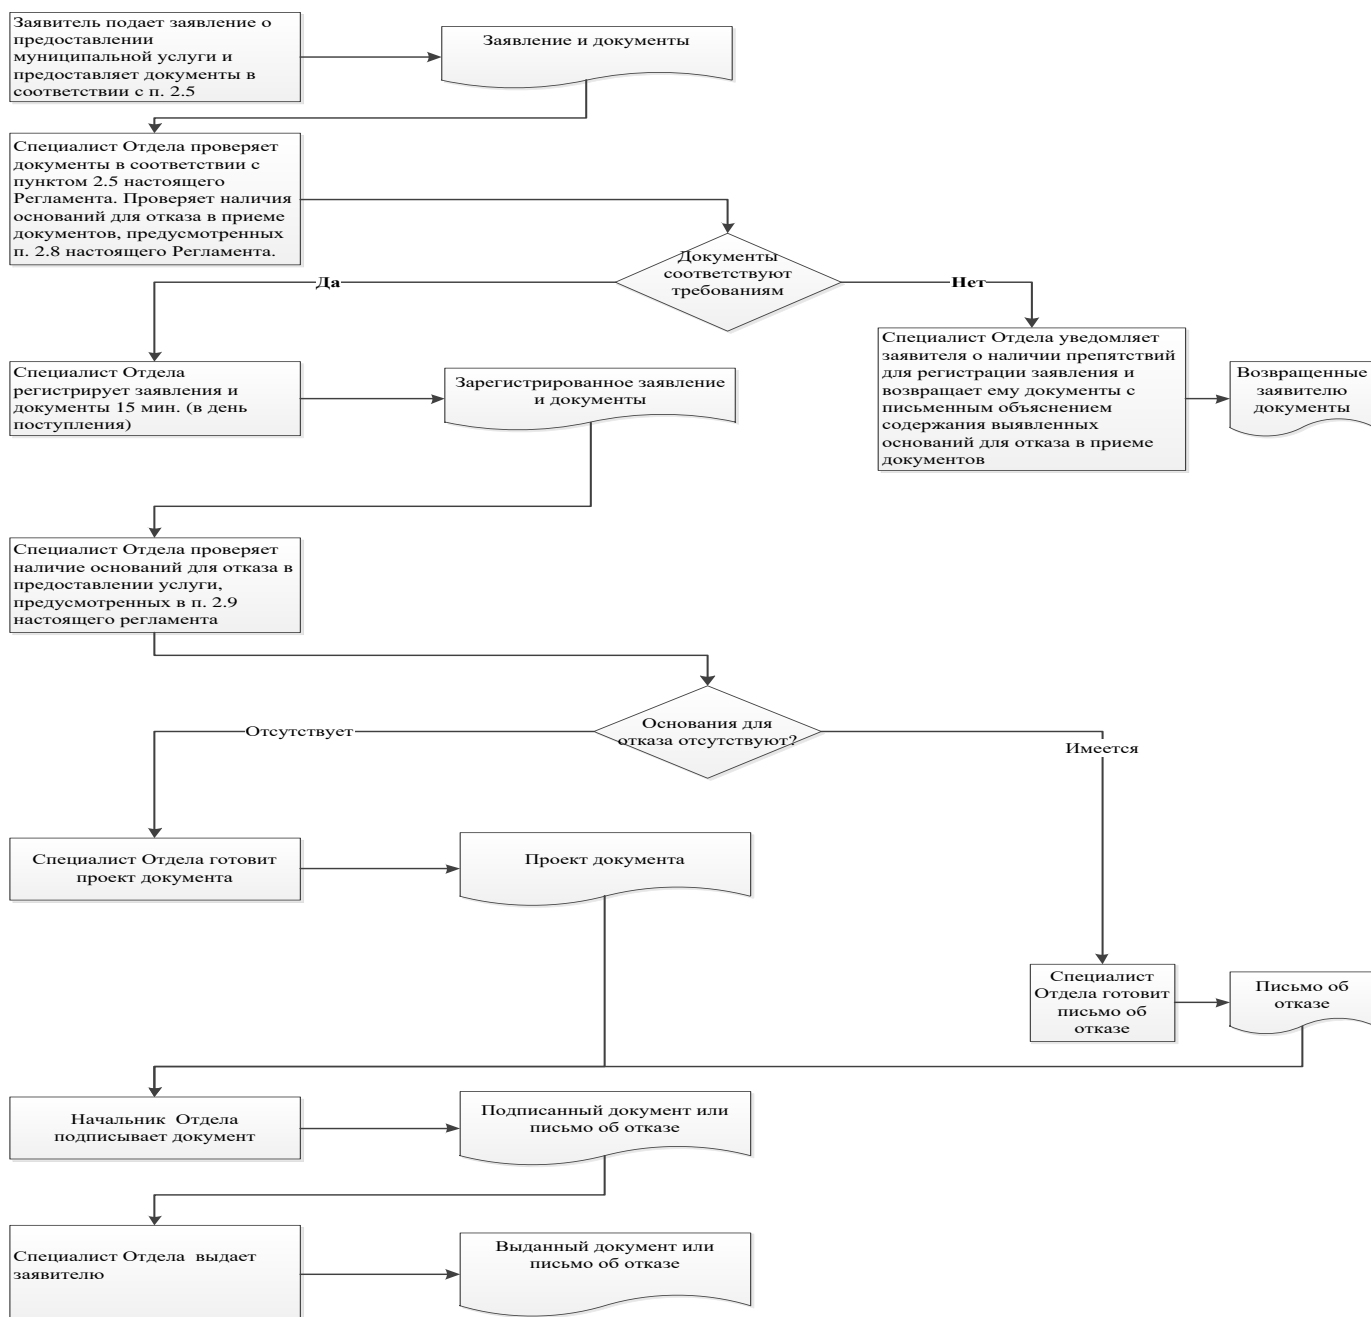 Заявитель подает заявление о
предоставлении
муниципальной услуги и
предоставляет документы в
соответствии с п. 2.5
Заявление и документы
Специалист Отдела проверяет
документы в соответствии с
пунктом 2.5 настоящего
Регламента. Проверяет наличия
оснований для отказа в приеме
документов, предусмотренных
п. 2.8 настоящего Регламента.
Документы
соответствуют
требованиям
Да
Нет
Специалист Отдела
регистрирует заявления и
документы 15 мин. (в день
поступления)
Зарегистрированное заявление
и документы
Специалист Отдела уведомляет
заявителя о наличии препятствий
для регистрации заявления и
возвращает ему документы с
письменным объяснением
содержания выявленных
оснований для отказа в приеме
документов
Возвращенные
заявителю
документы
Специалист Отдела проверяет
наличие оснований для отказа в
предоставлении услуги,
предусмотренных в п. 2.9
настоящего регламента
Основания для
отказа отсутствуют?
Отсутствует
Имеется
Специалист Отдела готовит
проект документа
Проект документа
Специалист
Отдела готовит
письмо об
отказе
Письмо об
отказе
Начальник  Отдела
подписывает документ
Подписанный документ или
письмо об отказе
Специалист Отдела  выдает
заявителю
Выданный документ или
письмо об отказе